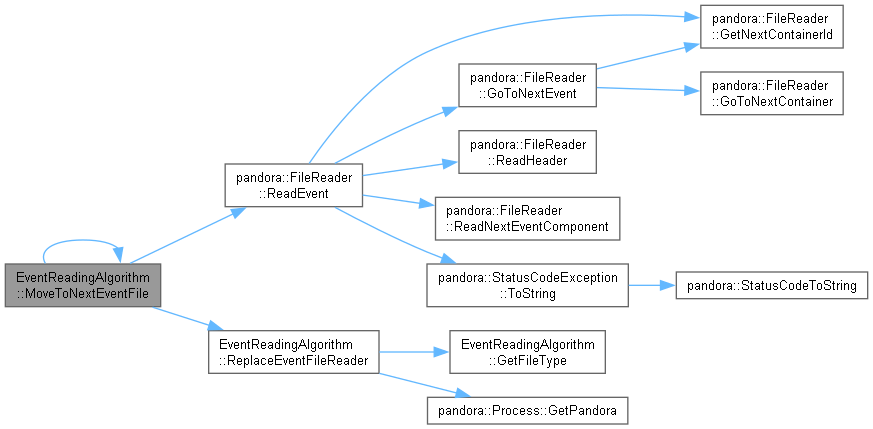 EventReadingAlgorithm
::MoveToNextEventFile
pandora::FileReader
::ReadEvent
pandora::FileReader
::GetNextContainerId
pandora::FileReader
::GoToNextEvent
pandora::FileReader
::GoToNextContainer
pandora::FileReader
::ReadHeader
pandora::FileReader
::ReadNextEventComponent
pandora::StatusCodeException
::ToString
pandora::StatusCodeToString
EventReadingAlgorithm
::ReplaceEventFileReader
EventReadingAlgorithm
::GetFileType
pandora::Process::GetPandora